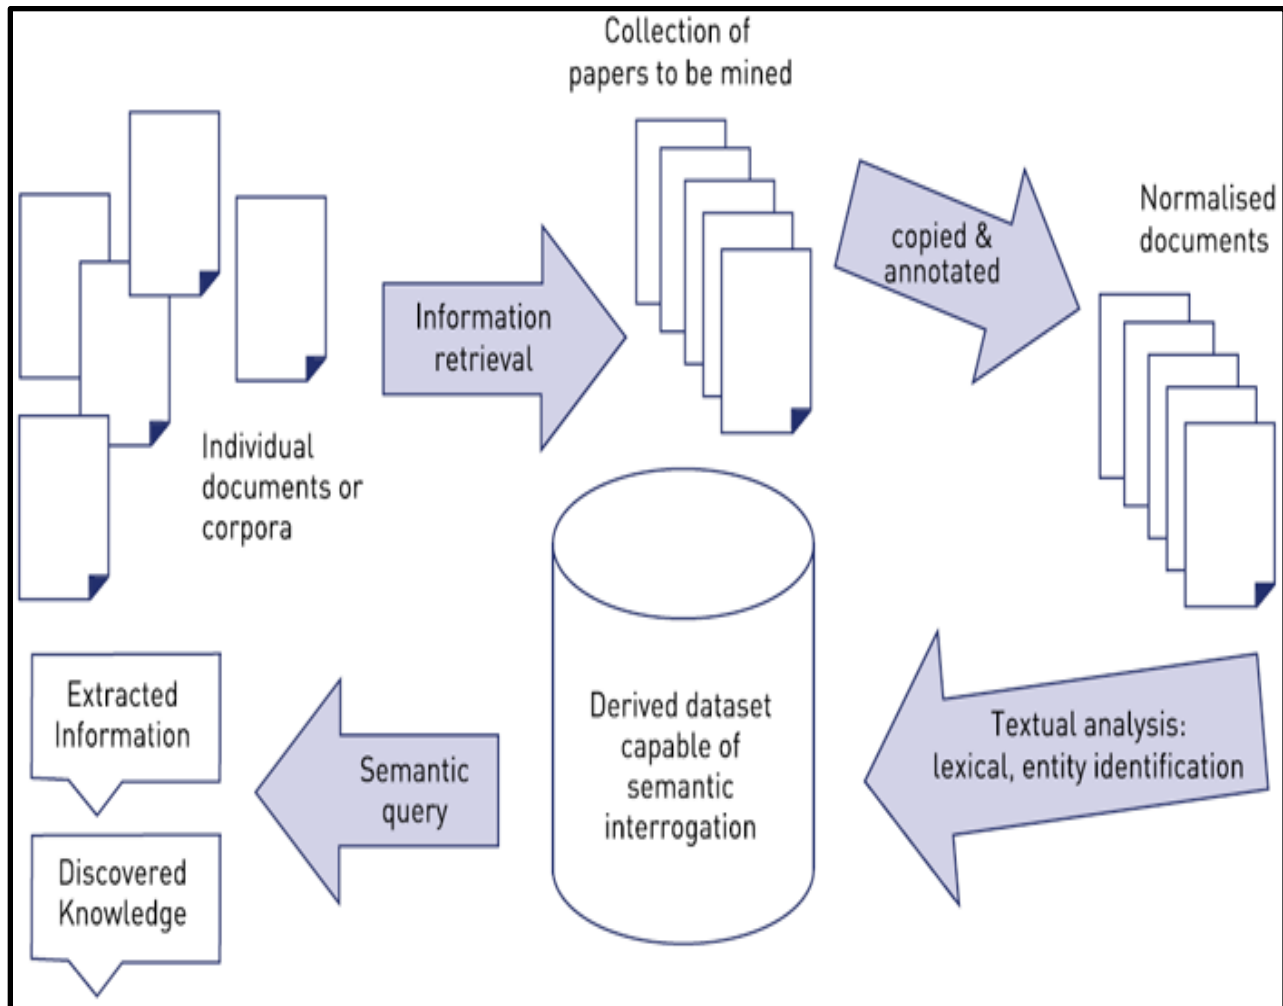 Collection of
papers to be mined
Individual
documents or
corpora
Information
retrieval
copied &
annotated
Normalised
documents
Textual analysis:
lexical, entity identification
Derived dataset
capable of
semantic
interrogation
Semantic
query
Extracted
Information
Discovered
Knowledge